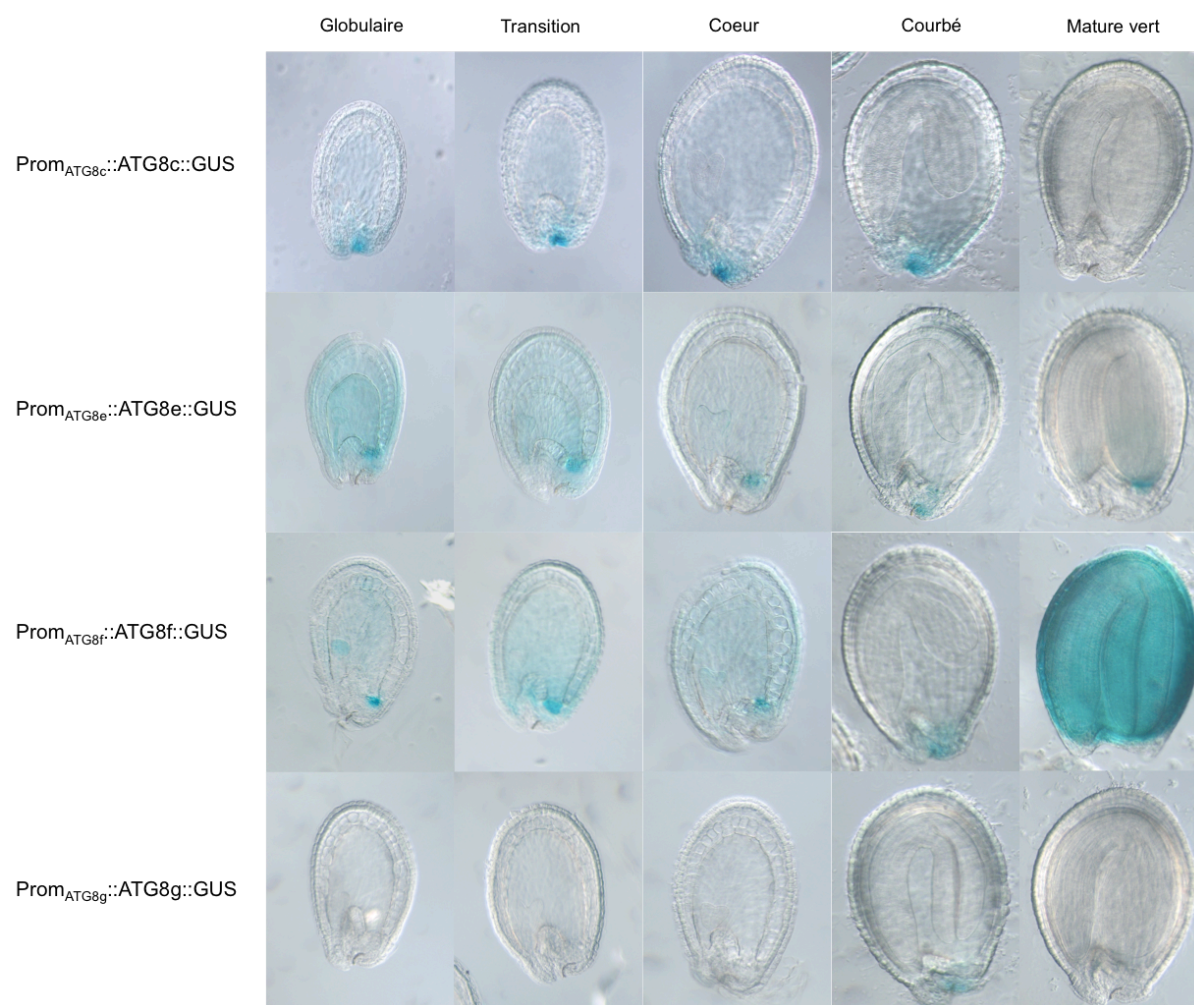 Globulaire Transition Coeur Courbé Mature vert
PromATG8c::ATG8c::GUS
PromATG8e::ATG8e::GUS
PromATG8f::ATG8f::GUS
PromATG8g::ATG8g::GUS